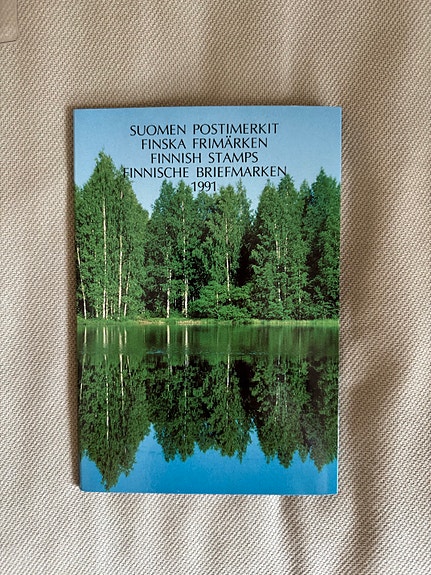 SUOMEN POSTIMERKIT
FINSKA FRIMÄRKEN
FINNISH STAMPS
FINNISCHE BRIEFMARKEN
1991